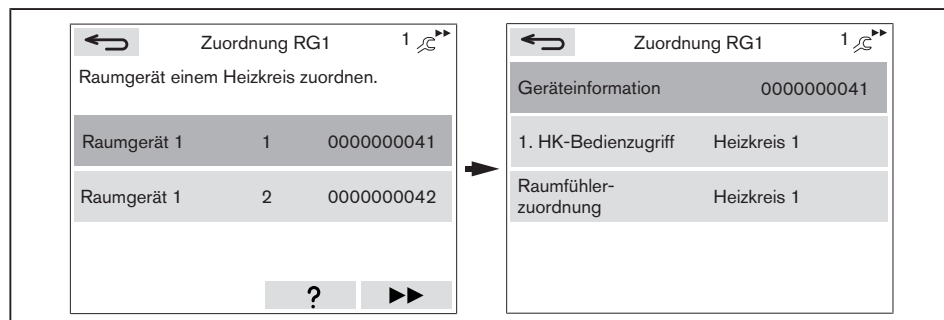 Zuordnung RG1 1
Raumgerät einem Heizkreis zuordnen.
Raumgerät 1 1 0000000041
Raumgerät 1 2 0000000042
?
Zuordnung RG1 1
Geräteinformation 0000000041
1. HK-Bedienzugriff Heizkreis 1
Raumfühler-
zuordnung Heizkreis 1